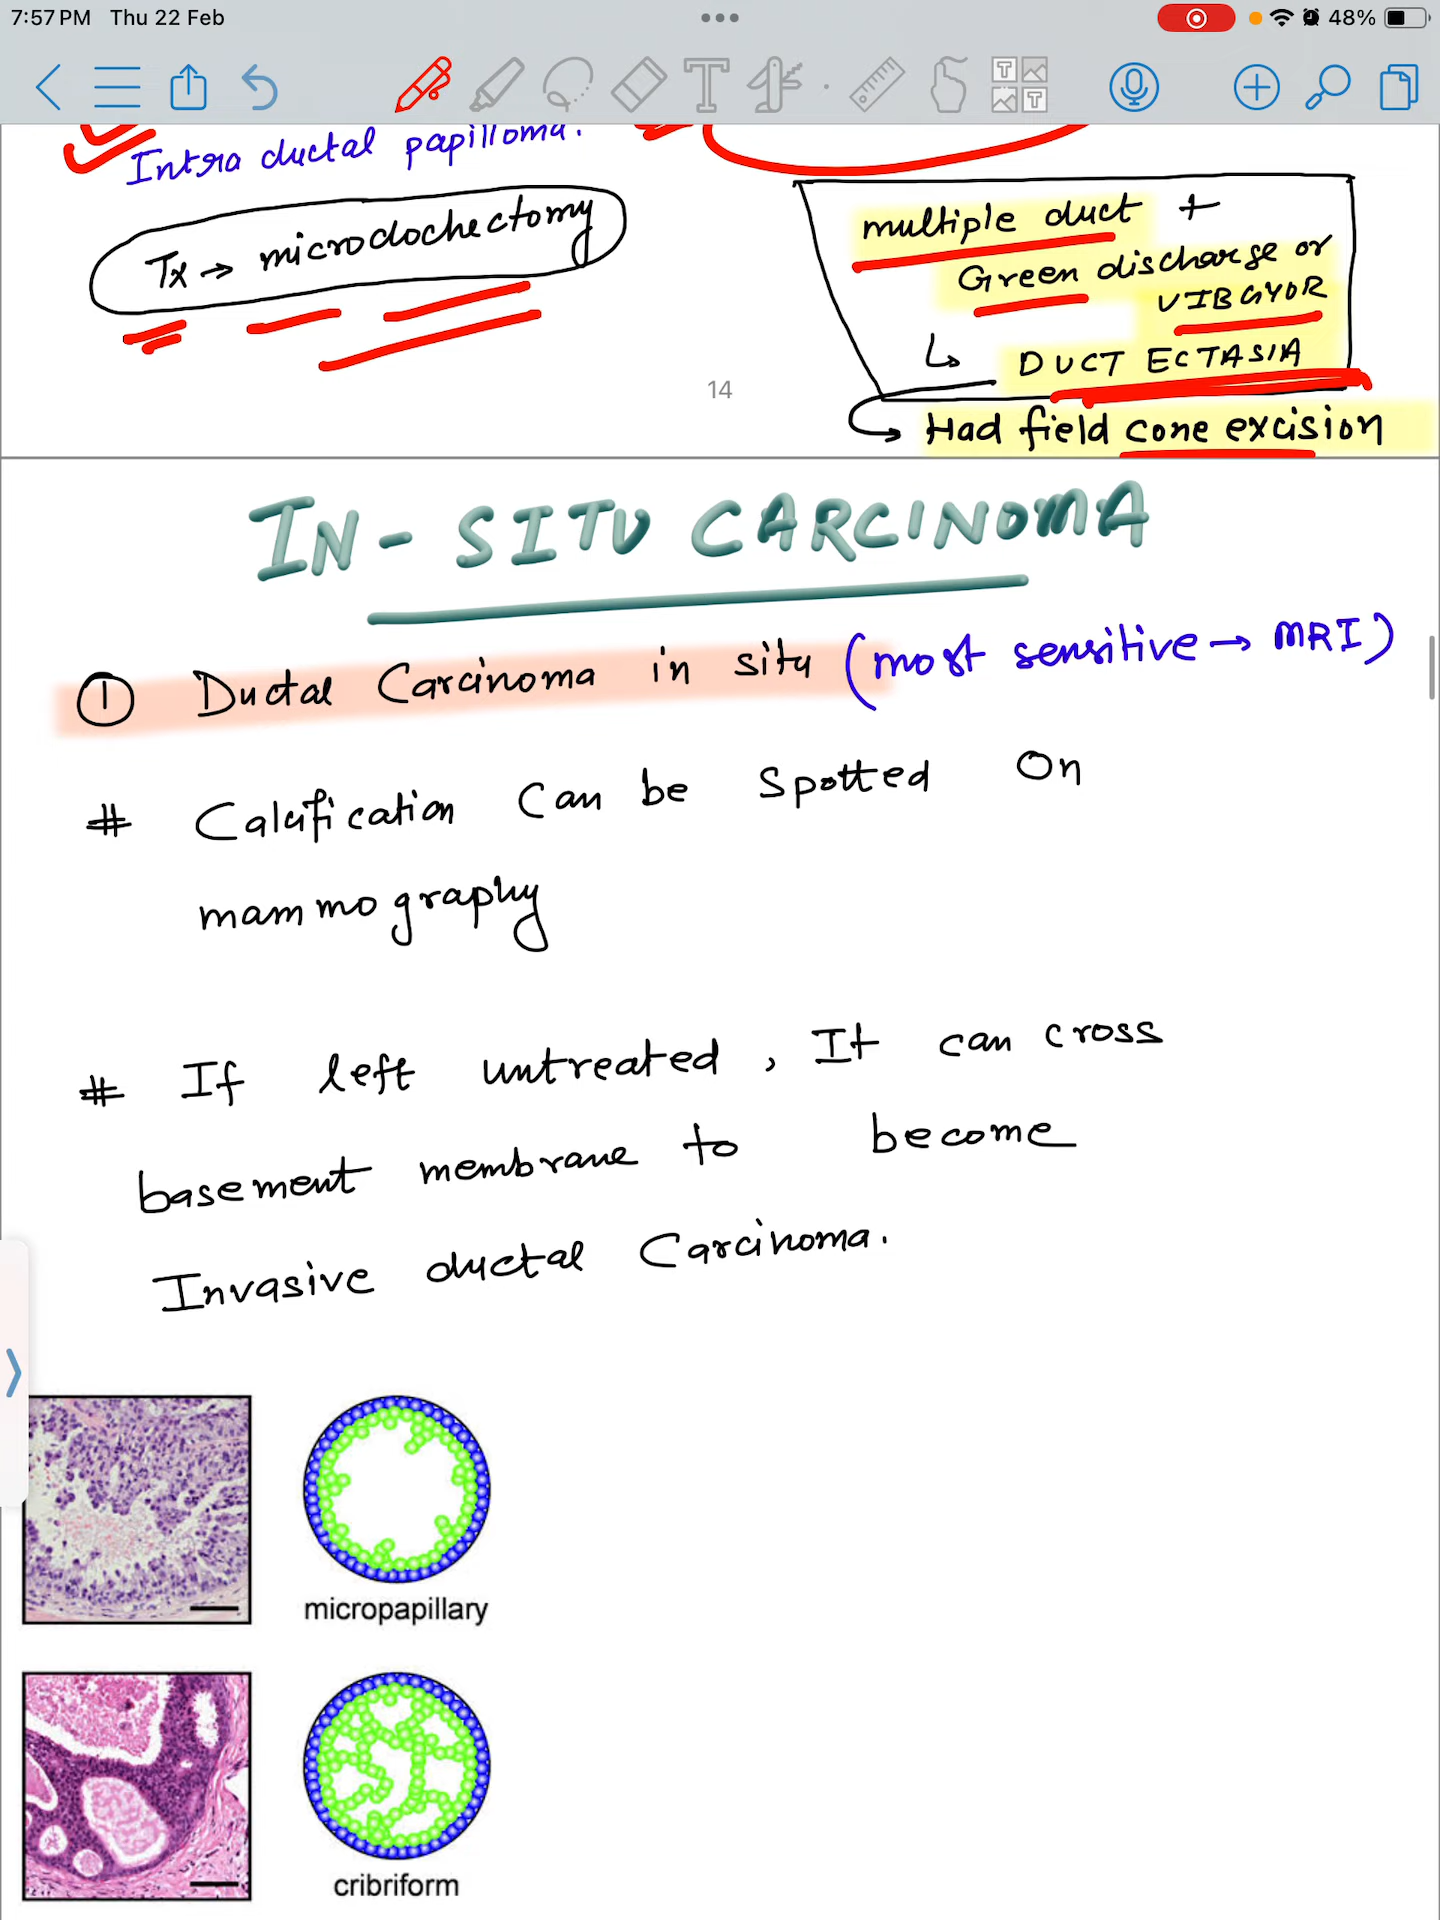 7:57 PM Thu 22 Feb
48%
Intra ductal papilloma.
Tx → microdochectomy
multiple duct +
Green discharge or
VIBGYOR
↳ DUCT ECTASIA
14
Had field cone excision
IN-SITU CARCINOMA
① Ductal Carcinoma in situ (most sensitive → MRI)
# Calcification Can be Spotted On
mammography
# If left untreated, It can cross
basement membrane to become
Invasive ductal Carcinoma.
micropapillary
cribriform